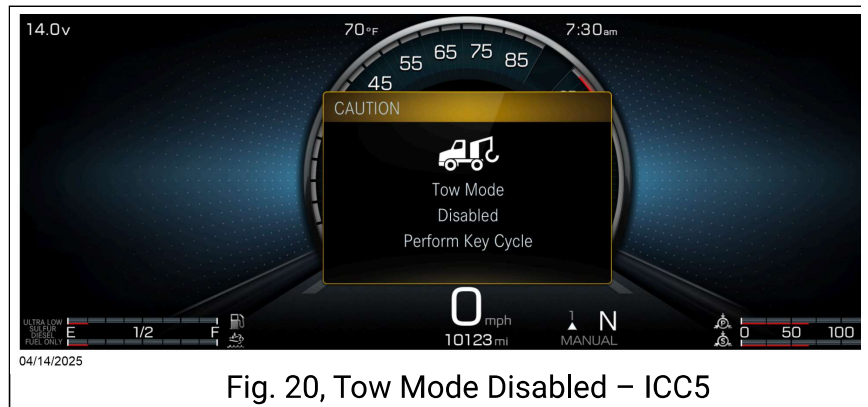 14.0v
70°F
7:30am
45 55 65 75 85
CAUTION
Tow Mode
Disabled
Perform Key Cycle
ULTRA LOW
SULFUR
DIESEL
FUEL ONLY
E 1/2 F
0 mph
10123 mi
1 N
MANUAL
P
S
0 50 100
04/14/2025
Fig. 20, Tow Mode Disabled – ICC5